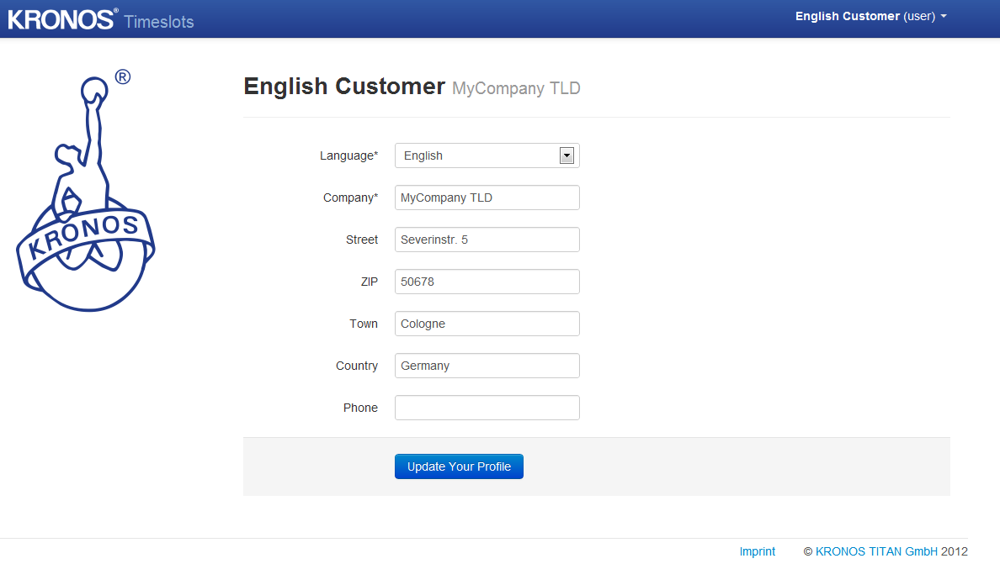 KRONOS® Timeslots
English Customer (user)
®
KRONOS
English Customer MyCompany TLD
Language* English
Company* MyCompany TLD
Street Severinstr. 5
ZIP 50678
Town Cologne
Country Germany
Phone
Update Your Profile
Imprint © KRONOS TITAN GmbH 2012